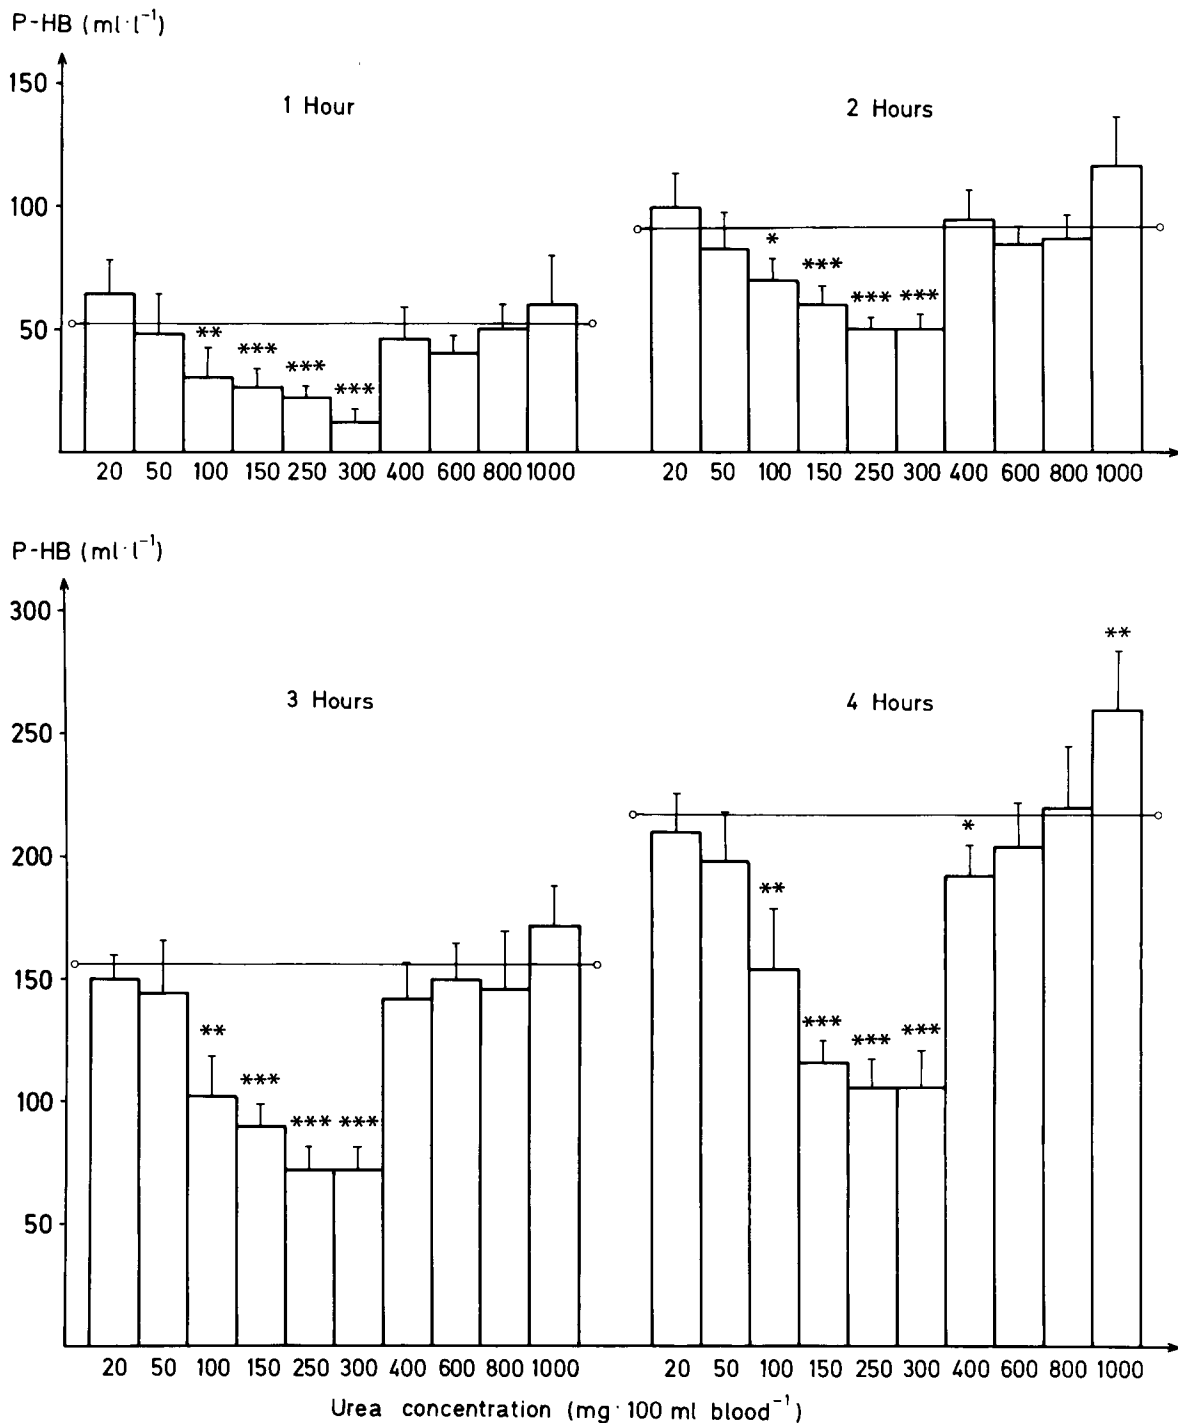 P-HB (ml·l⁻¹)
150
100
50
1 Hour
2 Hours
** *** *** ***
* *** *** ***
20 50 100 150 250 300 400 600 800 1000
20 50 100 150 250 300 400 600 800 1000
P-HB (ml·l⁻¹)
300
250
200
150
100
50
3 Hours
4 Hours
** *** *** ***
** *** *** *** * **
20 50 100 150 250 300 400 600 800 1000
20 50 100 150 250 300 400 600 800 1000
Urea concentration (mg·100 ml blood⁻¹)